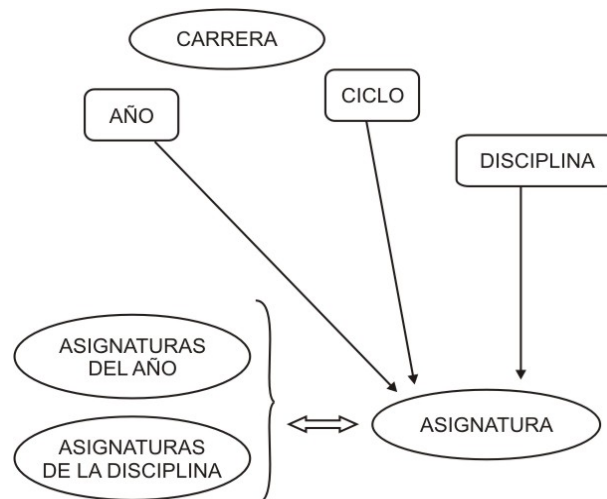 CARRERA
CICLO
AÑO
DISCIPLINA
ASIGNATURAS
DEL AÑO
ASIGNATURA
ASIGNATURAS
DE LA DISCIPLINA